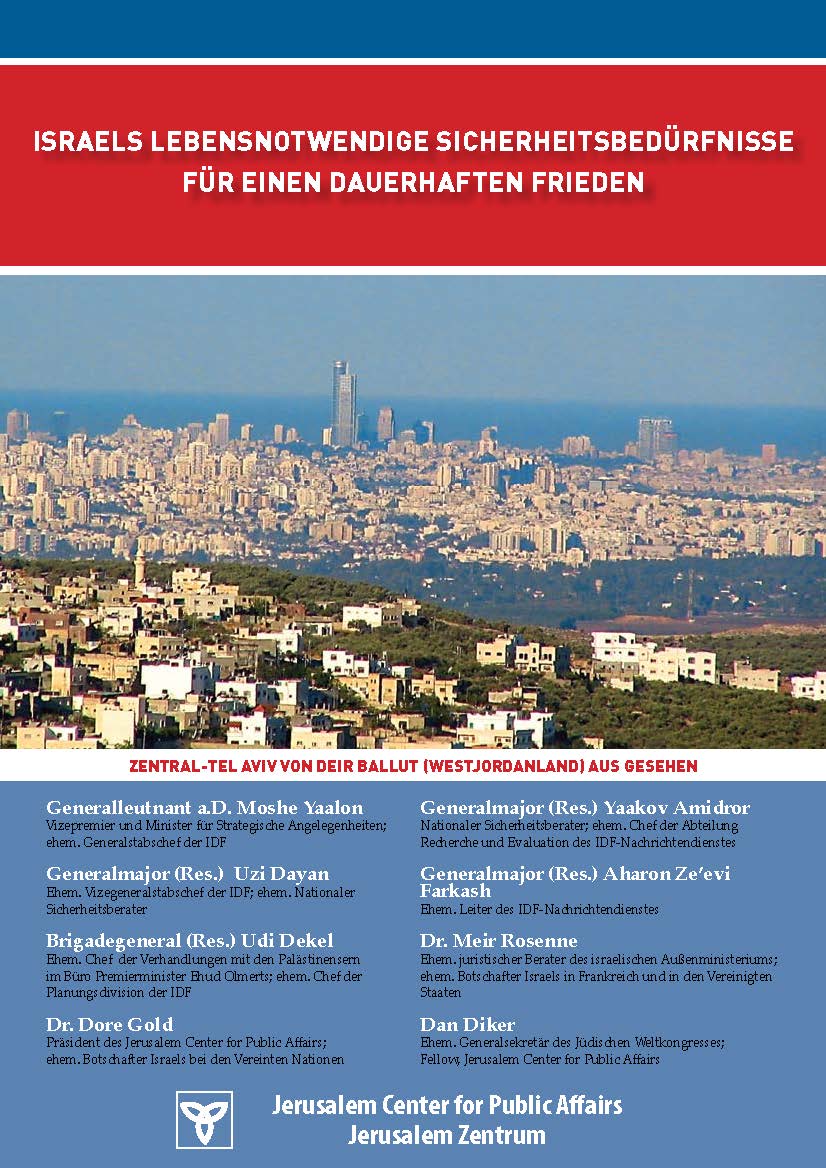 ISRAELS LEBENSNOTWENDIGE SICHERHEITSBEDÜRFNISSE
FÜR EINEN DAUERHAFTEN FRIEDEN
ZENTRAL-TEL AVIV VON DEIR BALLUT (WESTJORDANLAND) AUS GESEHEN
Generalleutnant a.D. Moshe Yaalon
Vizepremier und Minister für Strategische Angelegenheiten;
ehem. Generalstabschef der IDF
Generalmajor (Res.) Uzi Dayan
Ehem. Vizegeneralstabschef der IDF; ehem. Nationaler
Sicherheitsberater
Brigadegeneral (Res.) Udi Dekel
Ehem. Chef der Verhandlungen mit den Palästinensern
im Büro Premierminister Ehud Olmerts; ehem. Chef der
Planungsdivision der IDF
Dr. Dore Gold
Präsident des Jerusalem Center for Public Affairs;
ehem. Botschafter Israels bei den Vereinten Nationen
Generalmajor (Res.) Yaakov Amidror
Nationaler Sicherheitsberater; ehem. Chef der Abteilung
Recherche und Evaluation des IDF-Nachrichtendienstes
Generalmajor (Res.) Aharon Ze'evi
Farkash
Ehem. Leiter des IDF-Nachrichtendienstes
Dr. Meir Rosenne
Ehem. juristischer Berater des israelischen Außenministeriums;
ehem. Botschafter Israels in Frankreich und in den Vereinigten
Staaten
Dan Diker
Ehem. Generalsekretär des Jüdischen Weltkongresses;
Fellow, Jerusalem Center for Public Affairs
Jerusalem Center for Public Affairs
Jerusalem Zentrum